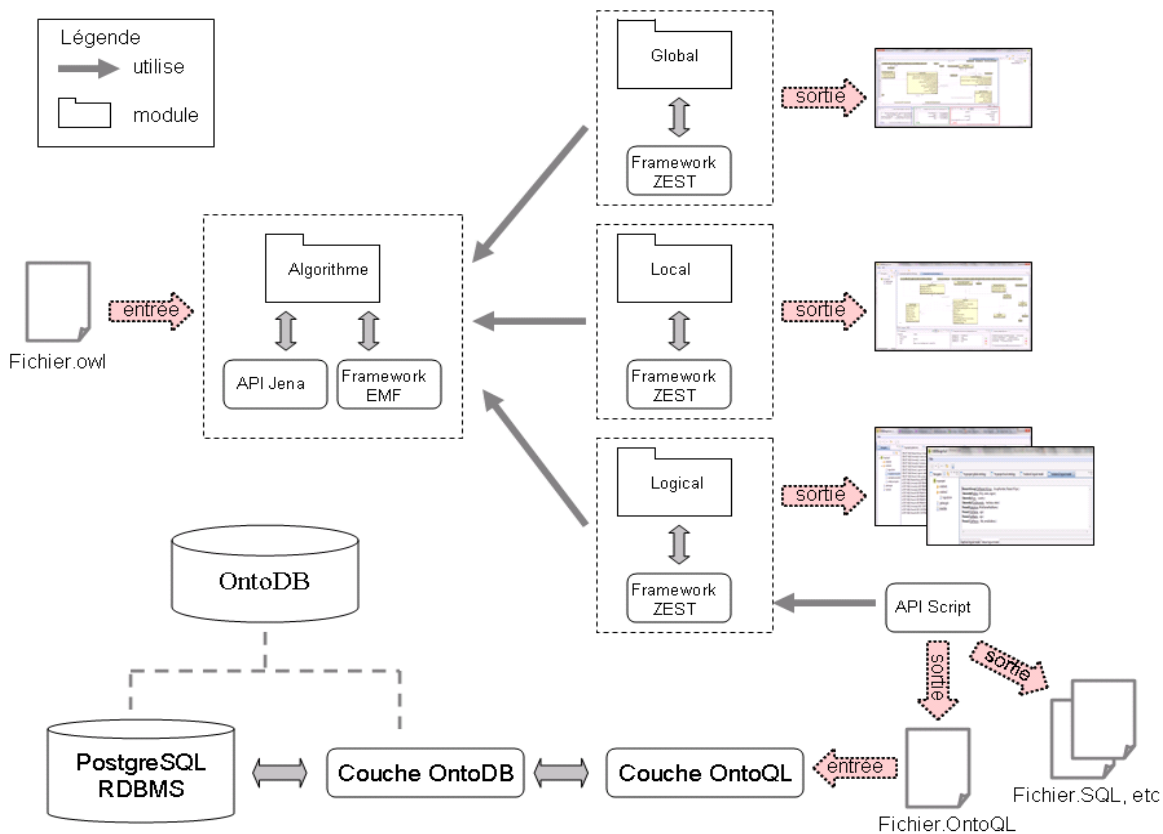 Légende
utilise
module
Global
Framework
ZEST
sortie
Fichier.owl
entrée
Algorithme
API Jena
Framework
EMF
Local
Framework
ZEST
sortie
Logical
Framework
ZEST
sortie
API Script
sortie
sortie
OntoDB
PostgreSQL
RDBMS
Couche OntoDB
Couche OntoQL
entrée
Fichier.OntoQL
Fichier.SQL, etc